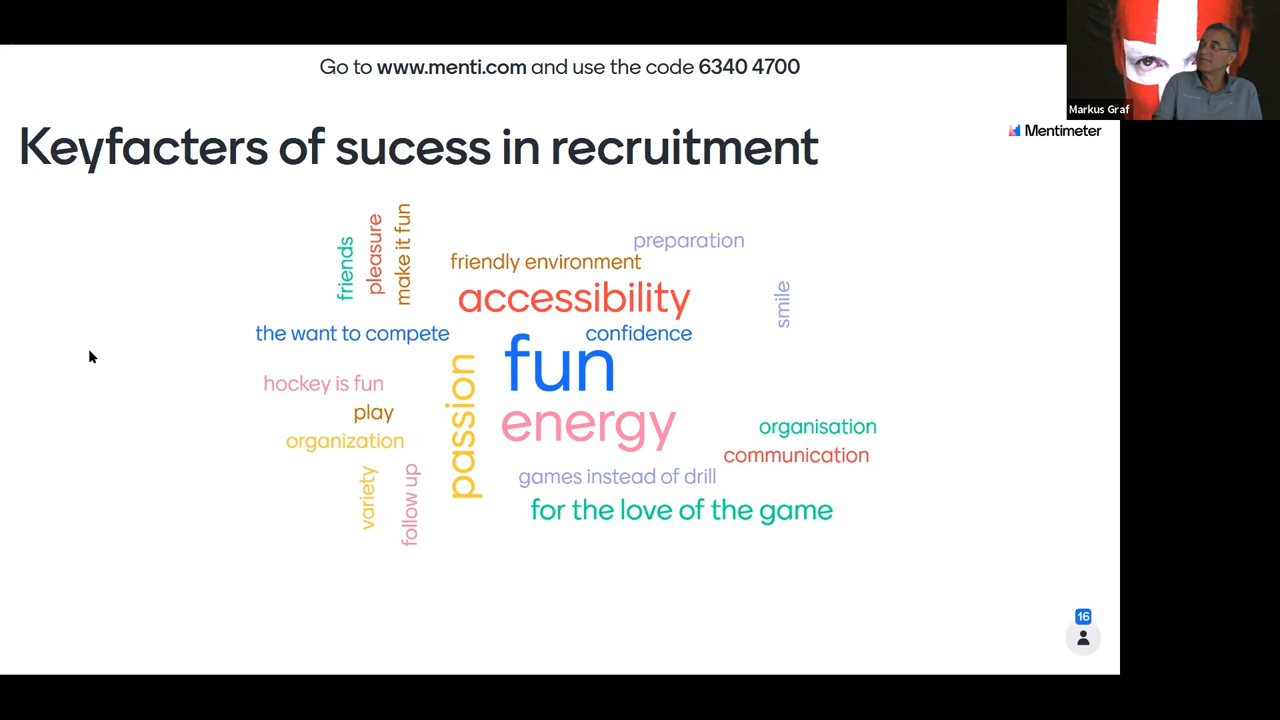 Go to www.menti.com and use the code 6340 4700
Markus Graf
Mentimeter
Keyfacters of sucess in recruitment
friends
pleasure
make it fun
preparation
friendly environment
accessibility
smile
the want to compete
confidence
fun
hockey is fun
passion
play
energy
organisation
organization
communication
variety
follow up
games instead of drill
for the love of the game
16